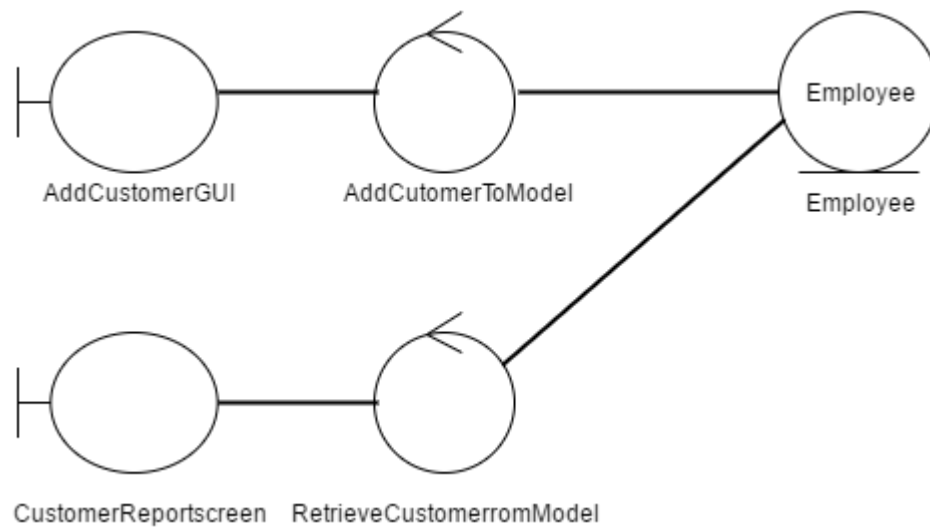 Employee
AddCustomerGUI
AddCutomerToModel
Employee
CustomerReportscreen
RetrieveCustomerromModel